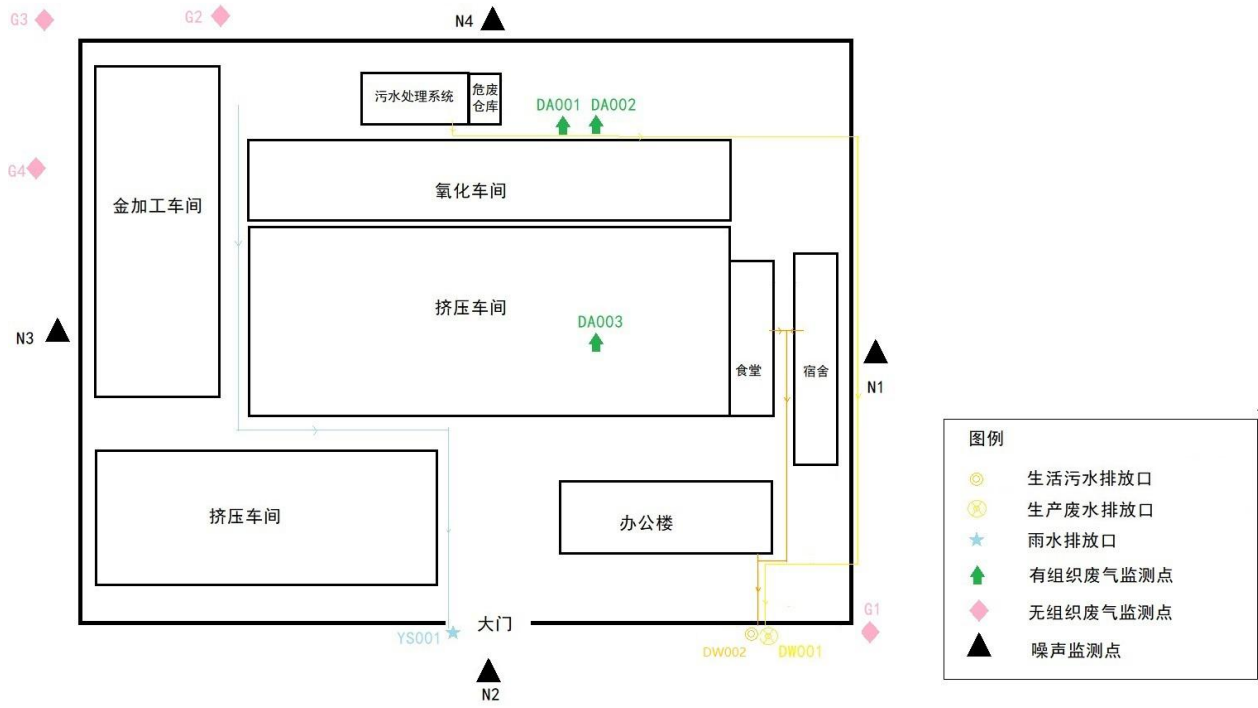 G3
G2
N4
污水处理系统
危废
仓库
DA001
DA002
G4
金加工车间
氧化车间
挤压车间
DA003
N3
食堂
宿舍
N1
图例
生活污水排放口
生产废水排放口
雨水排放口
有组织废气监测点
无组织废气监测点
噪声监测点
挤压车间
办公楼
G1
YS001
大门
DW002
DW001
N2